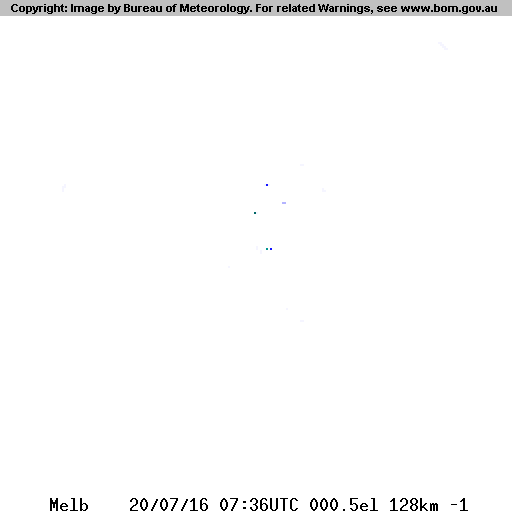 Copyright: Image by Bureau of Meteorology. For related Warnings, see www.bom.gov.au
Melb 20/07/16 07:36UTC 000.5el 128km -1